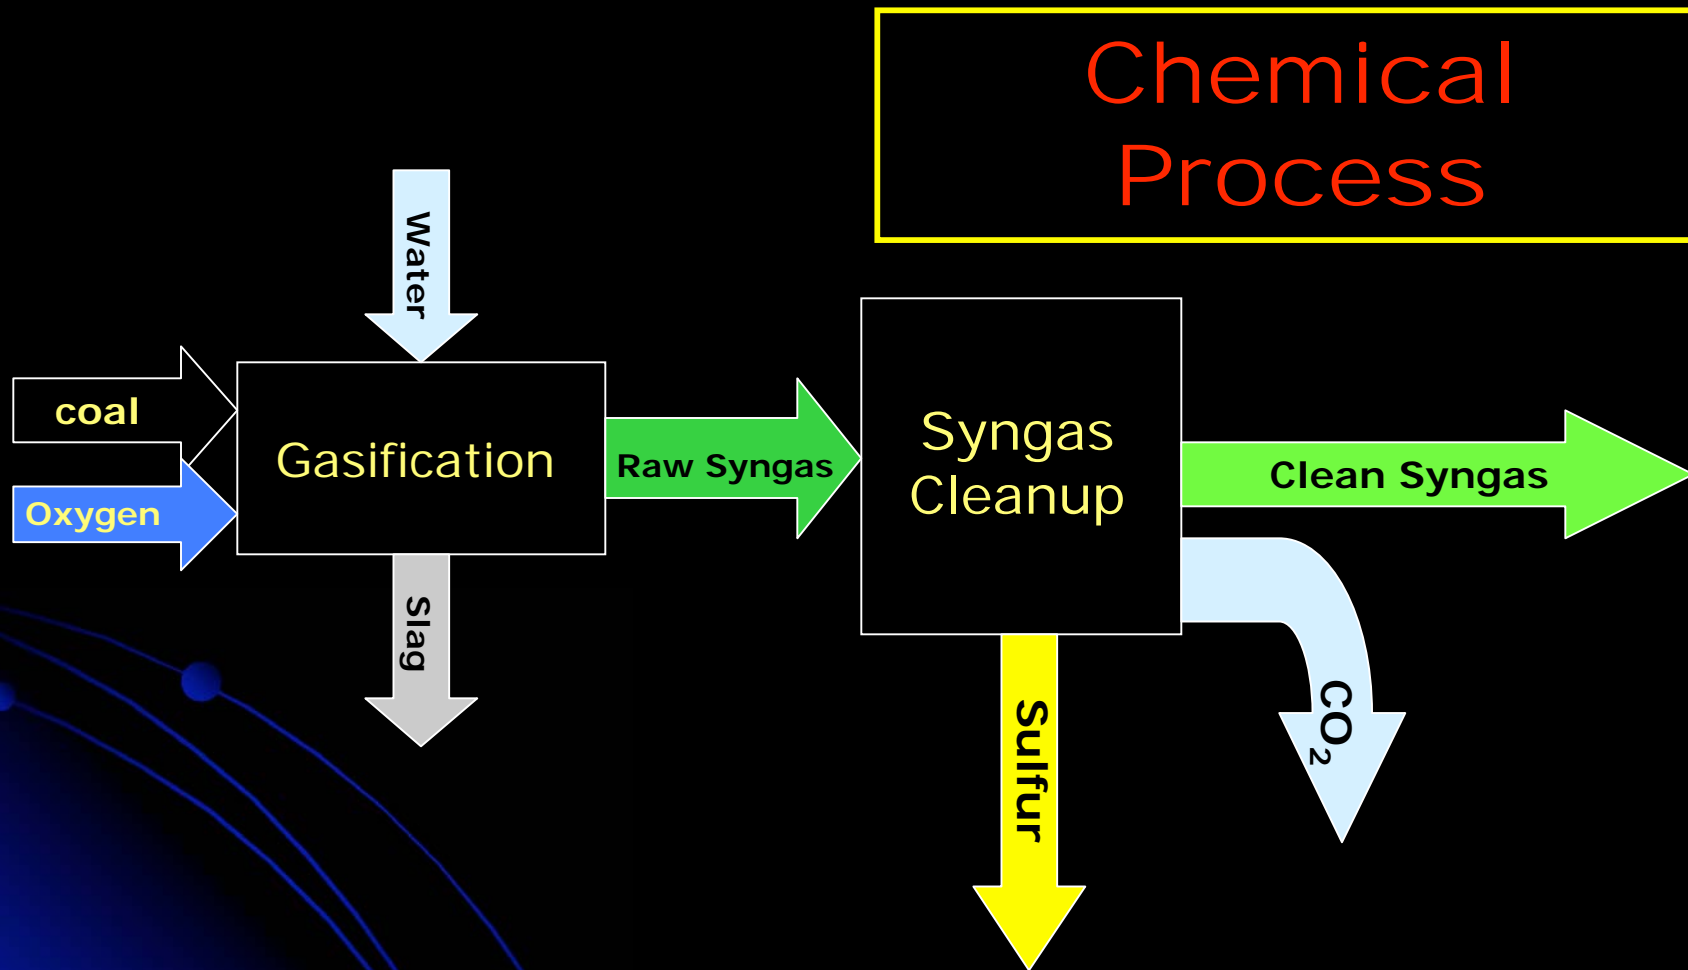 Chemical
Process
Water
coal
Oxygen
Gasification
Raw Syngas
Syngas
Cleanup
Clean Syngas
Slag
Sulfur
CO₂